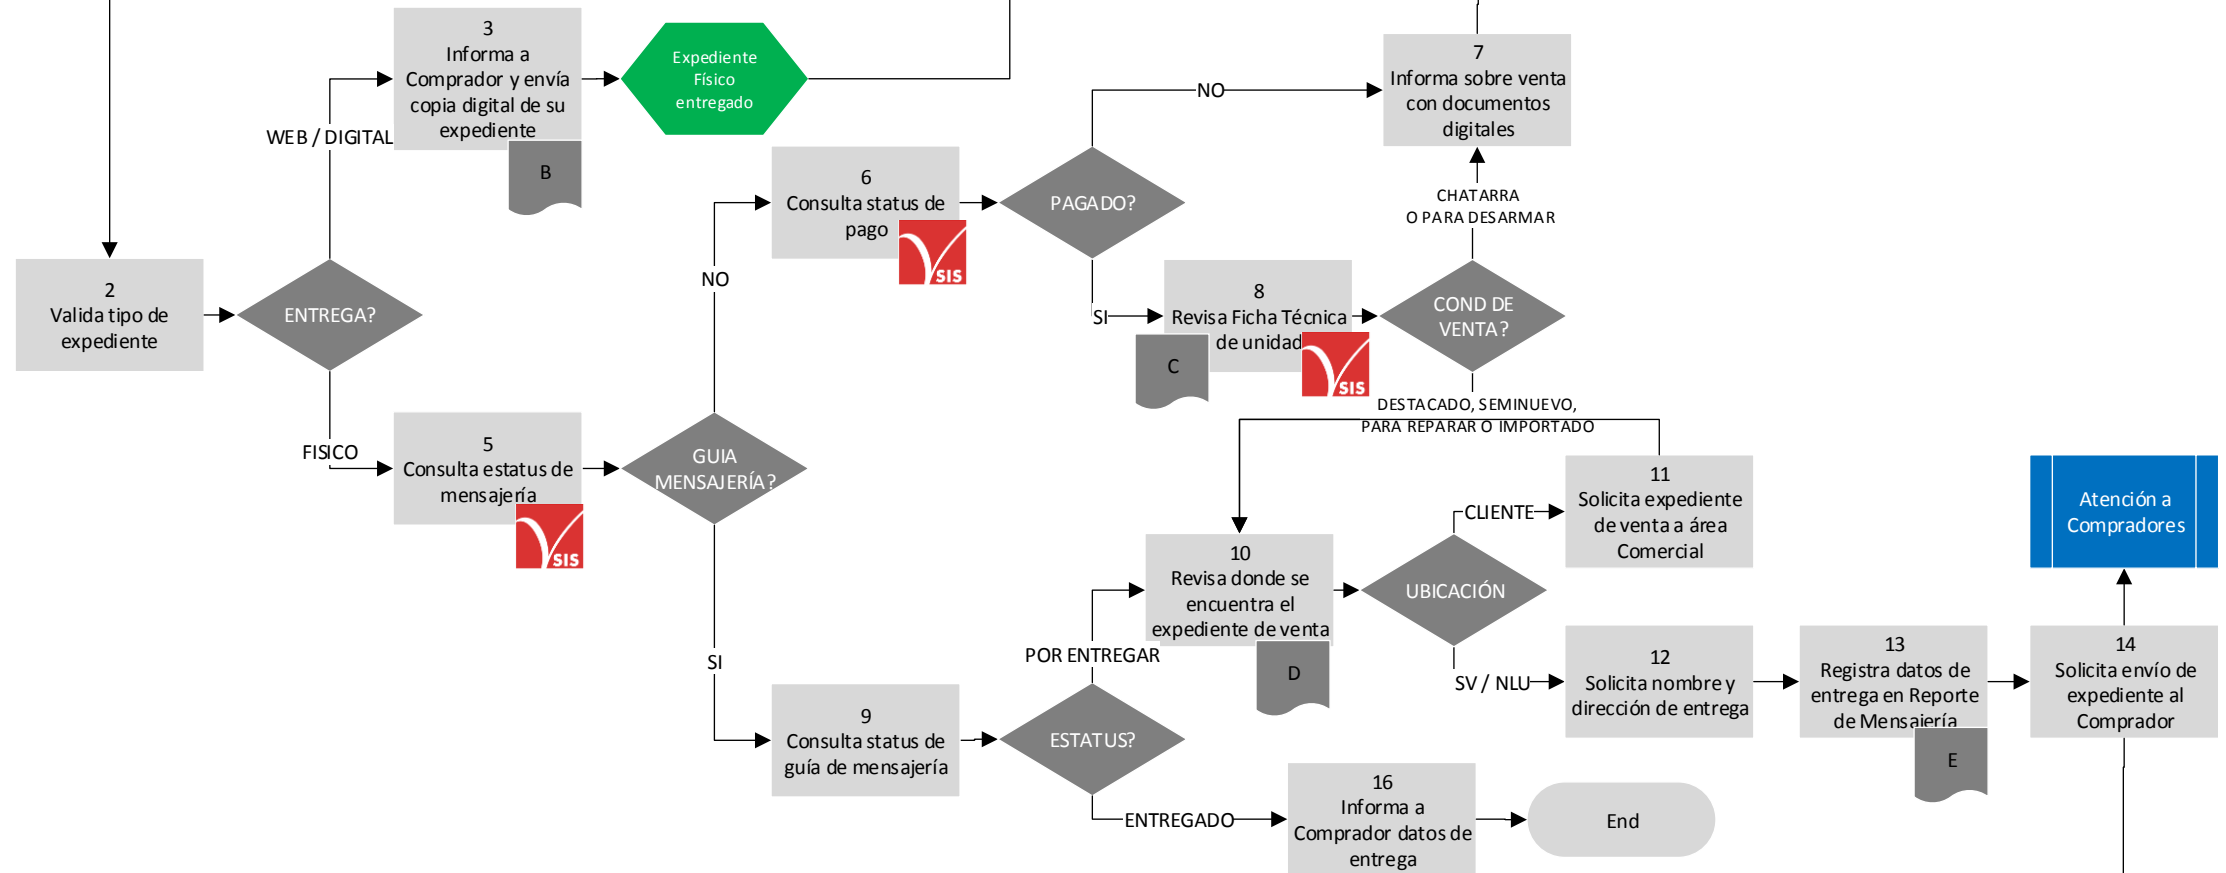 3
Informa a
Comprador y envía
copia digital de su
expediente
B
WEB / DIGITAL
Expediente
Físico
entregado
7
Informa sobre venta
con documentos
digitales
NO
CHATARRA
O PARA DESARMAR
6
Consulta status de
pago
SIS
PAGADO?
NO
2
Valida tipo de
expediente
ENTREGA?
SI
8
Revisa Ficha Técnica
de unidad
C
SIS
COND DE
VENTA?
DESTACADO, SEMINUEVO,
PARA REPARAR O IMPORTADO
FISICO
5
Consulta estatus de
mensajería
SIS
GUIA
MENSAJERÍA?
11
Solicita expediente
de venta a área
Comercial
CLIENTE
Atención a
Compradores
10
Revisa donde se
encuentra el
expediente de venta
D
UBICACIÓN
POR ENTREGAR
SI
SV / NLU
12
Solicita nombre y
dirección de entrega
13
Registra datos de
entrega en Reporte
de Mensajería
E
14
Solicita envío de
expediente al
Comprador
9
Consulta status de
guía de mensajería
ESTATUS?
ENTREGADO
16
Informa a
Comprador datos de
entrega
End